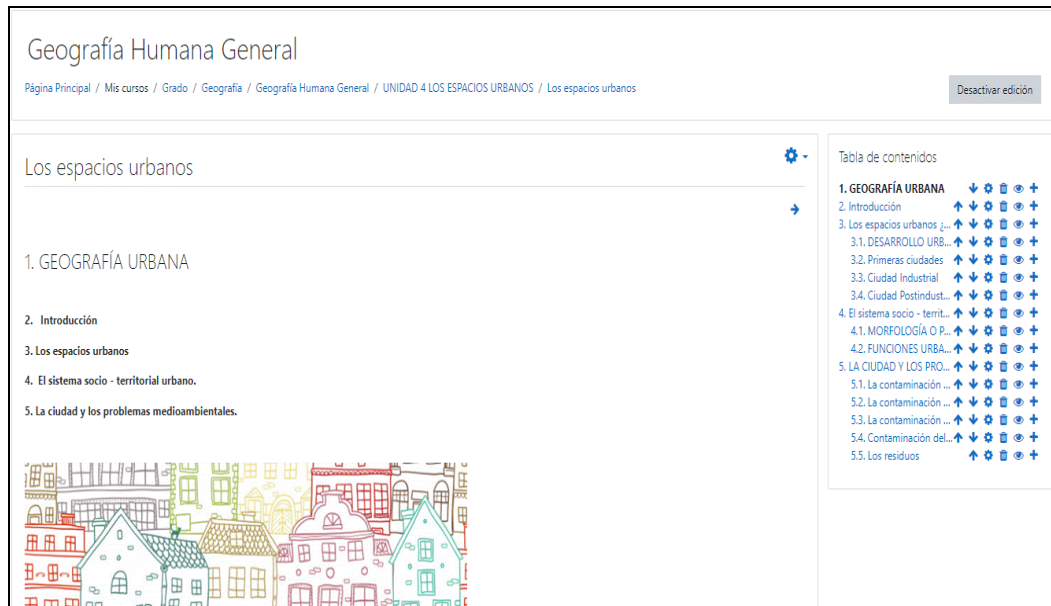 Geografía Humana General
Página Principal / Mis cursos / Grado / Geografía / Geografía Humana General / UNIDAD 4 LOS ESPACIOS URBANOS / Los espacios urbanos
Desactivar edición
Los espacios urbanos
1. GEOGRAFÍA URBANA
2. Introducción
3. Los espacios urbanos
4. El sistema socio - territorial urbano.
5. La ciudad y los problemas medioambientales.
Tabla de contenidos
1. GEOGRAFÍA URBANA
2. Introducción
3. Los espacios urbanos ¿...
3.1. DESARROLLO URB...
3.2. Primeras ciudades
3.3. Ciudad Industrial
3.4. Ciudad Postindust...
4. El sistema socio - territ...
4.1. MORFOLOGÍA O P...
4.2. FUNCIONES URBA...
5. LA CIUDAD Y LOS PRO...
5.1. La contaminación ...
5.2. La contaminación ...
5.3. La contaminación ...
5.4. Contaminación del...
5.5. Los residuos